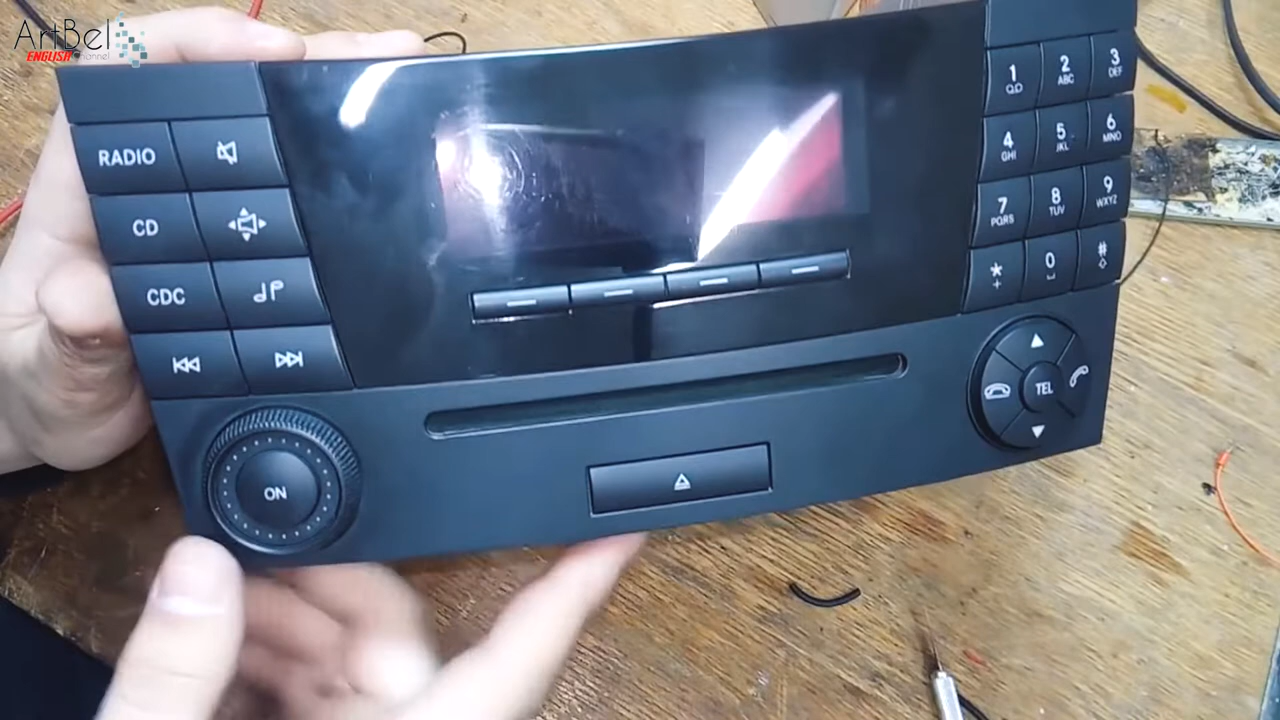 ArtBel
ENGLISH Channel
RADIO
CD
CDC
ON
1
2 ABC
3 DEF
4 GHI
5 JKL
6 MNO
7 PQRS
8 TUV
9 WXYZ
* +
0
#
TEL